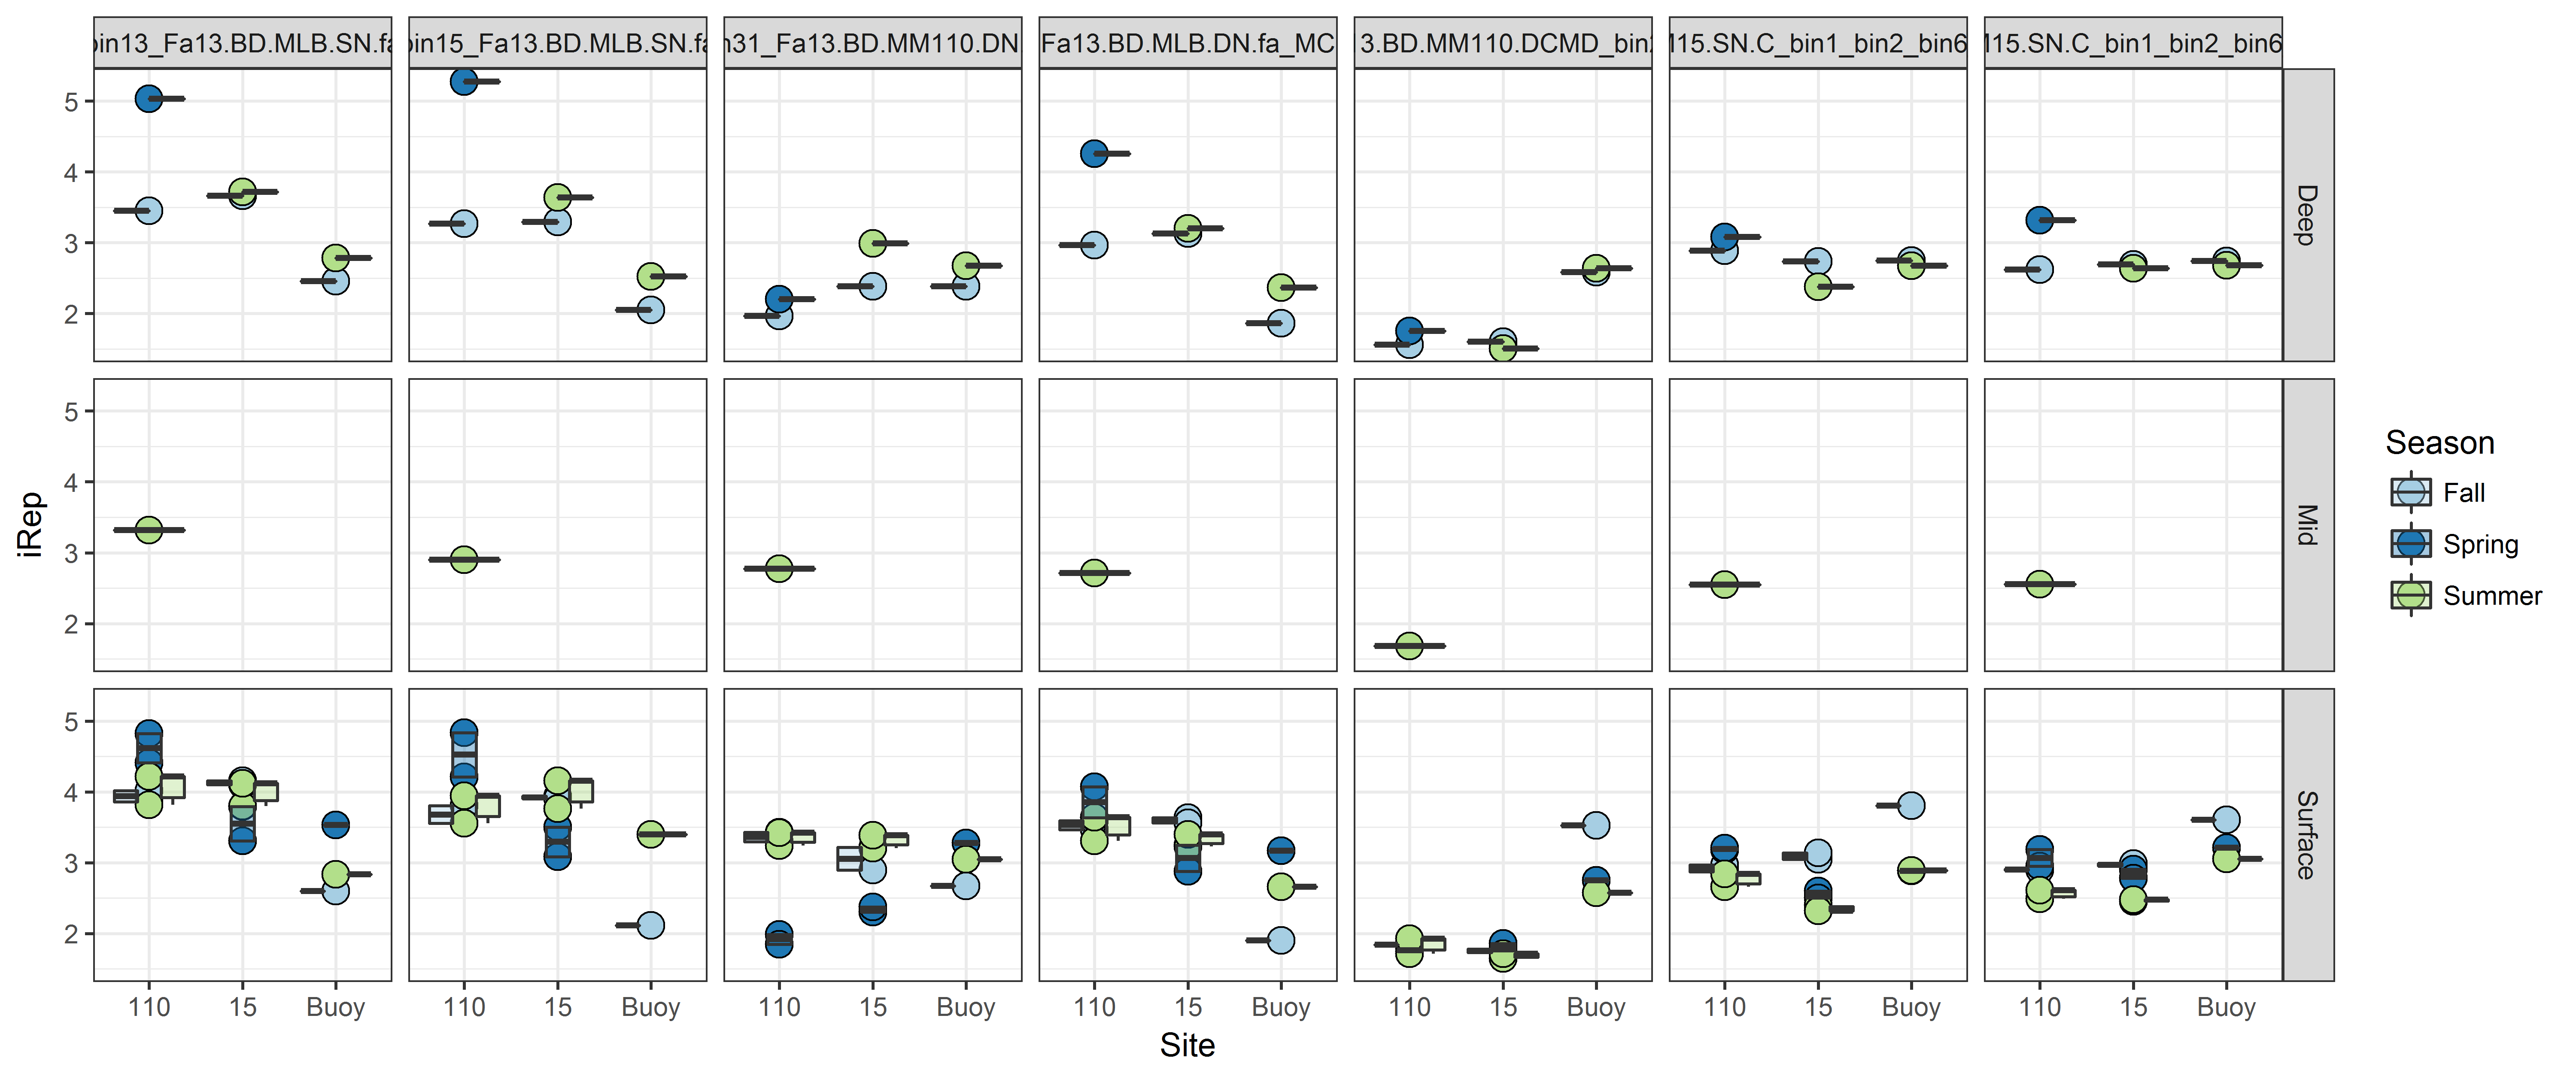 bin13_Fa13.BD.MLB.SN.fa
bin15_Fa13.BD.MLB.SN.fa
n31_Fa13.BD.MM110.DN.
Fa13.BD.MLB.DN.fa_MC
3.BD.MM110.DCMD_bin2
M15.SN.C_bin1_bin2_bin6
M15.SN.C_bin1_bin2_bin6
5
4
3
2
Deep
5
4
3
2
Mid
5
4
3
2
Surface
iRep
110 15 Buoy
110 15 Buoy
110 15 Buoy
110 15 Buoy
110 15 Buoy
110 15 Buoy
110 15 Buoy
Site
Season
Fall
Spring
Summer